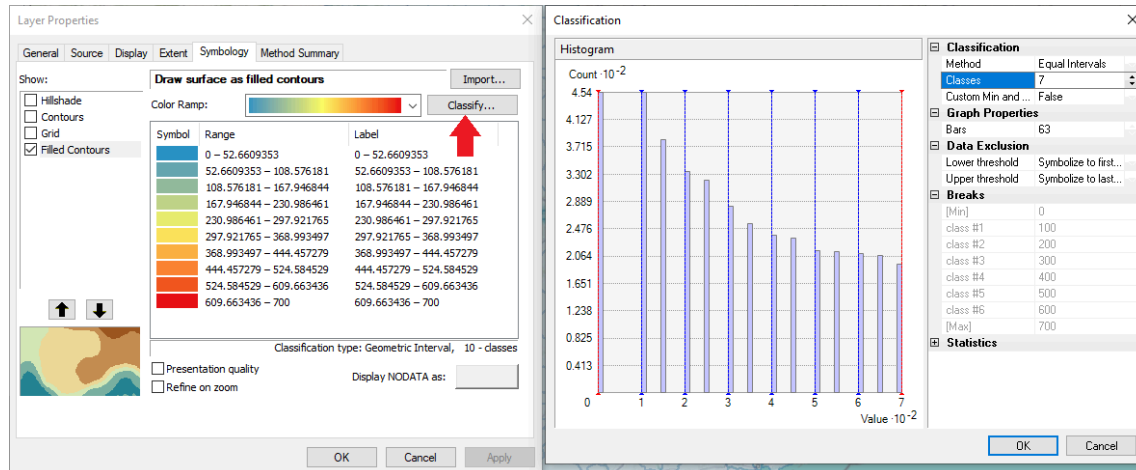 Layer Properties
General Source Display Extent Symbology Method Summary
Show:
Hillshade
Contours
Grid
Filled Contours
Draw surface as filled contours
Import...
Color Ramp:
Classify...
Symbol Range Label
0 – 52.6609353 0 – 52.6609353
52.6609353 – 108.576181 52.6609353 – 108.576181
108.576181 – 167.946844 108.576181 – 167.946844
167.946844 – 230.986461 167.946844 – 230.986461
230.986461 – 297.921765 230.986461 – 297.921765
297.921765 – 368.993497 297.921765 – 368.993497
368.993497 – 444.457279 368.993497 – 444.457279
444.457279 – 524.584529 444.457279 – 524.584529
524.584529 – 609.663436 524.584529 – 609.663436
609.663436 – 700 609.663436 – 700
Classification type: Geometric Interval, 10 - classes
Presentation quality
Refine on zoom
Display NODATA as:
OK Cancel Apply
Classification
Histogram
Count ·10⁻²
4.54
4.127
3.715
3.302
2.889
2.476
2.064
1.651
1.238
0.825
0.413
0 1 2 3 4 5 6 7
Value ·10⁻²
Classification
Method Equal Intervals
Classes 7
Custom Min and ... False
Graph Properties
Bars 63
Data Exclusion
Lower threshold Symbolize to first...
Upper threshold Symbolize to last...
Breaks
[Min] 0
class #1 100
class #2 200
class #3 300
class #4 400
class #5 500
class #6 600
[Max] 700
Statistics
OK Cancel